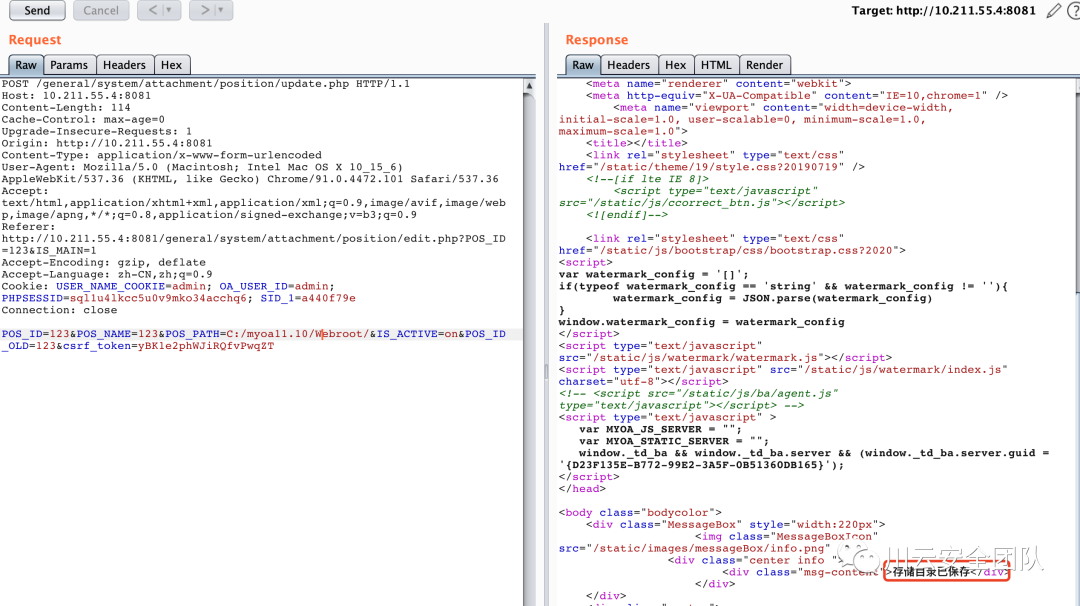 Send
Cancel
< | ▾
> | ▾
Target: http://10.211.55.4:8081
Request
Raw Params Headers Hex
POST /general/system/attachment/position/update.php HTTP/1.1
Host: 10.211.55.4:8081
Content-Length: 114
Cache-Control: max-age=0
Upgrade-Insecure-Requests: 1
Origin: http://10.211.55.4:8081
Content-Type: application/x-www-form-urlencoded
User-Agent: Mozilla/5.0 (Macintosh; Intel Mac OS X 10_15_6)
AppleWebKit/537.36 (KHTML, like Gecko) Chrome/91.0.4472.101 Safari/537.36
Accept:
text/html,application/xhtml+xml,application/xml;q=0.9,image/avif,image/web
p,image/apng,*/*;q=0.8,application/signed-exchange;v=b3;q=0.9
Referer:
http://10.211.55.4:8081/general/system/attachment/position/edit.php?POS_ID
=123&IS_MAIN=1
Accept-Encoding: gzip, deflate
Accept-Language: zh-CN,zh;q=0.9
Cookie: USER_NAME_COOKIE=admin; OA_USER_ID=admin;
PHPSESSID=sql1u41kcc5u0v9mko34acchq6; SID_1=a440f79e
Connection: close
POS_ID=123&POS_NAME=123&POS_PATH=C:/myoa11.10/Webroot/&IS_ACTIVE=on&POS_ID
_OLD=123&csrf_token=yBKle2phWJiRQfvPwqZT
Response
Raw Headers Hex HTML Render
<meta name="renderer" content="webkit">
<meta http-equiv="X-UA-Compatible" content="IE=10,chrome=1" />
<meta name="viewport" content="width=device-width,
initial-scale=1.0, user-scalable=0, minimum-scale=1.0,
maximum-scale=1.0">
<title></title>
<link rel="stylesheet" type="text/css"
href="/static/theme/19/style.css?20190719" />
<!--[if lte IE 8]>
<script type="text/javascript"
src="/static/js/ccorrect_btn.js"></script>
<![endif]-->
<link rel="stylesheet" type="text/css"
href="/static/js/bootstrap/css/bootstrap.css?2020">
<script>
var watermark_config = '[]';
if(typeof watermark_config == 'string' && watermark_config != ''){
watermark_config = JSON.parse(watermark_config)
}
window.watermark_config = watermark_config
</script>
<script type="text/javascript"
src="/static/js/watermark/watermark.js"></script>
<script type="text/javascript" src="/static/js/watermark/index.js"
charset="utf-8"></script>
<!-- <script src="/static/js/ba/agent.js"
type="text/javascript"></script> -->
<script type="text/javascript" >
var MYOA_JS_SERVER = "";
var MYOA_STATIC_SERVER = "";
window._td_ba && window._td_ba.server && (window._td_ba.server.guid =
'{D23F135E-B772-99E2-3A5F-0B51360DB165}');
</script>
</head>
<body class="bodycolor">
<div class="MessageBox" style="width:220px">
<img class="MessageBoxIcon"
src="/static/images/messageBox/info.png"
<div class="center info ">
<div class="msg-content">存储目录已保存</div>
</div>
</div>
川云安全团队